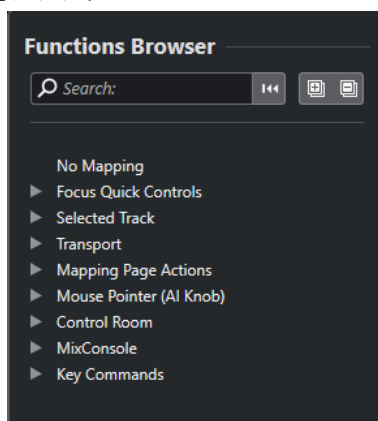 Functions Browser
Search:
No Mapping
Focus Quick Controls
Selected Track
Transport
Mapping Page Actions
Mouse Pointer (AI Knob)
Control Room
MixConsole
Key Commands